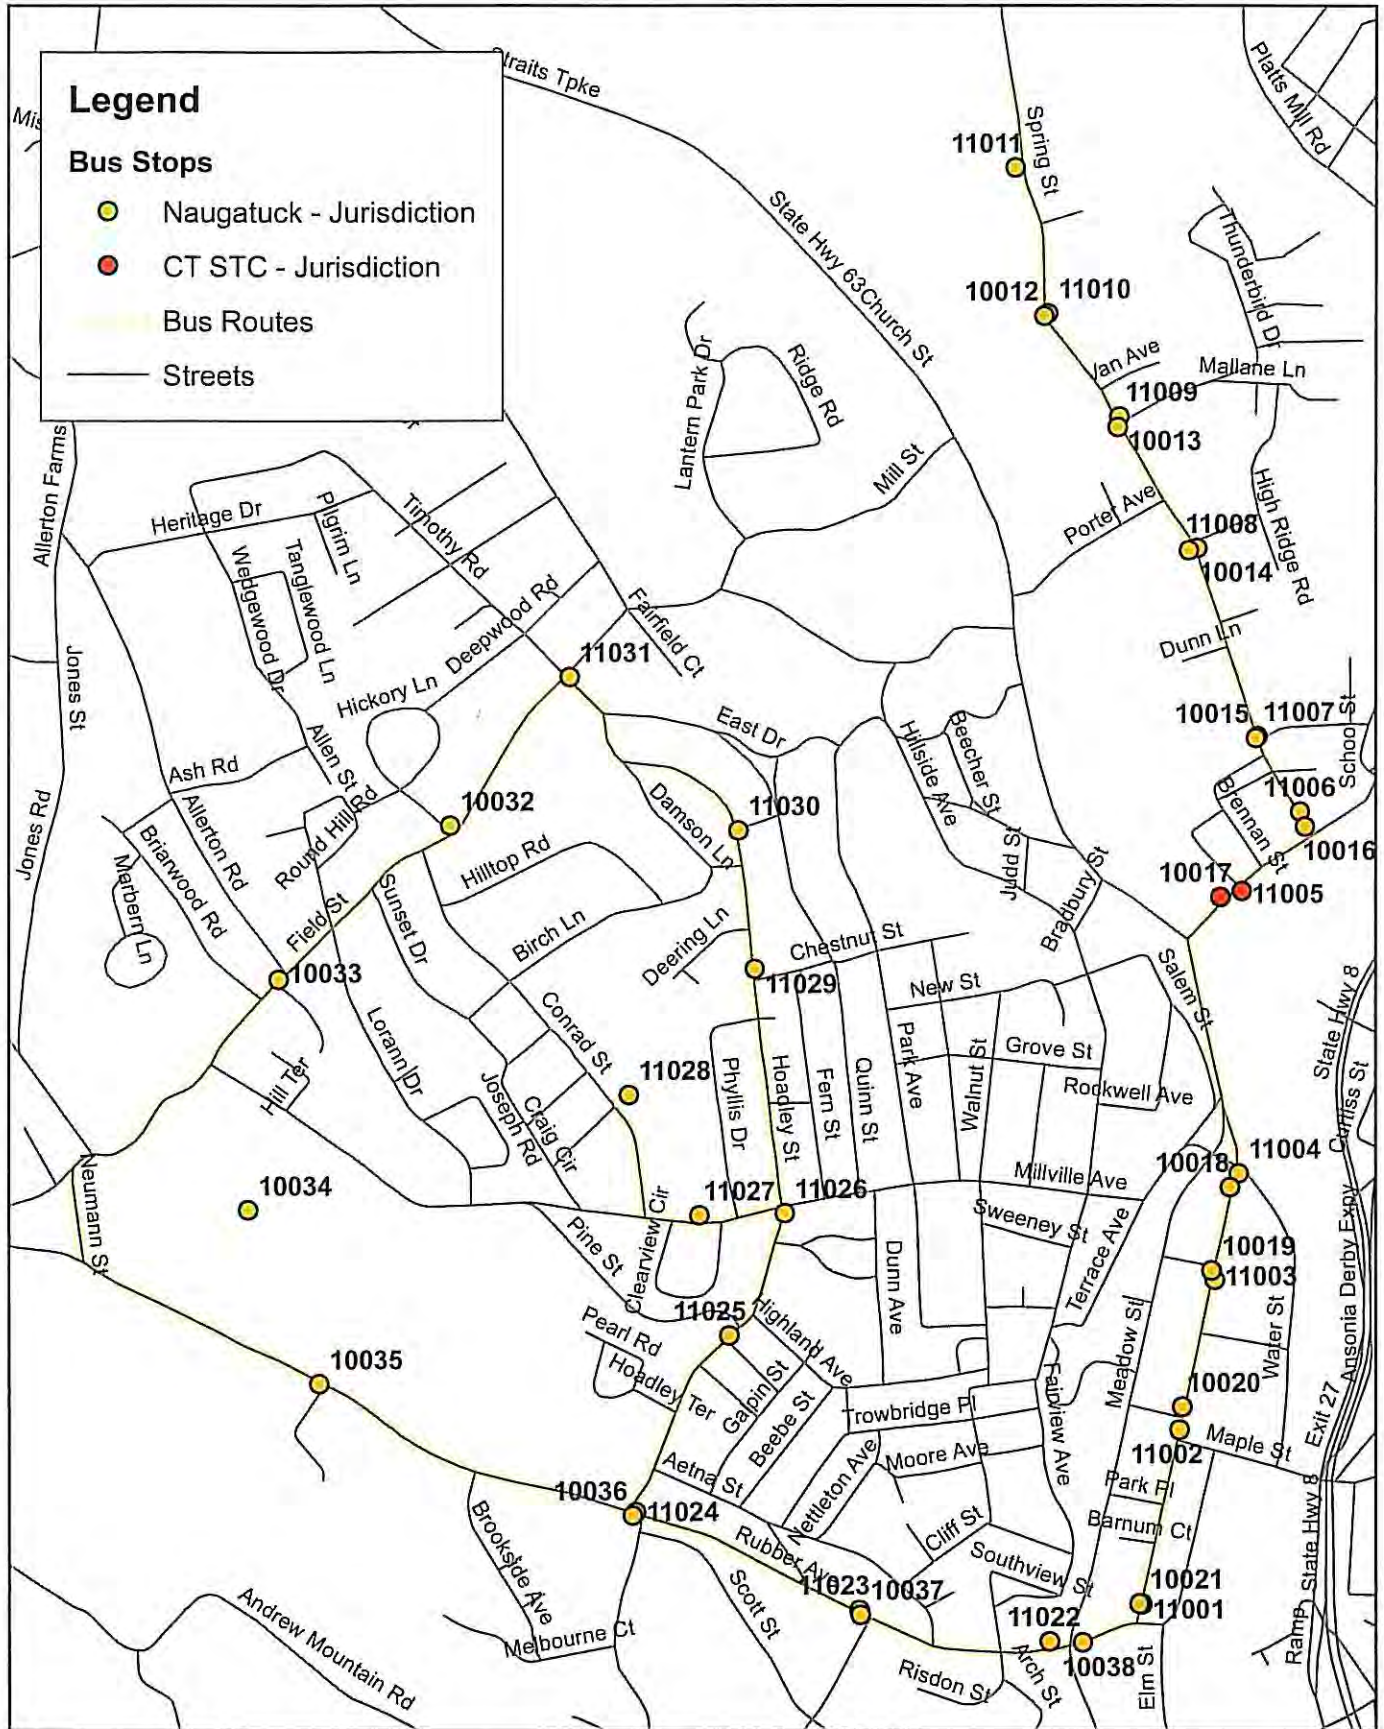 Legend
Bus Stops
Naugatuck - Jurisdiction
CT STC - Jurisdiction
Bus Routes
Streets
Straits Tpke
State Hwy 63
Church St
Spring St
Platts Mill Rd
Thunderbird Dr
11011
10012
11010
Mallane Ln
11009
10013
Lantern Park Dr
Ridge Rd
Mill St
Porter Ave
High Ridge Rd
11008
10014
Dunn Ln
Allerton Farms
Heritage Dr
Pilgrim Ln
Timothy Rd
Wedgewood Dr
Tanglewood Ln
Deepwood Rd
Fairfield Ct
11031
Hickory Ln
Jones St
East Dr
Hillside Ave
Beecher St
10015
11007
School St
Ash Rd
Allen St
Allerton Rd
Round Hill Rd
10032
Damson Ln
11030
11006
Brennan St
10016
Jones Rd
Briarwood Rd
Marbern Ln
Hilltop Rd
Judd St
Bradbury St
10017
11005
Field St
Sunset Dr
Birch Ln
Deering Ln
Chestnut St
10033
11029
New St
Salem St
State Hwy 8
Conrad St
Lorann Dr
Hill Ter
Joseph Rd
Craig Cir
11028
Phyllis Dr
Hoadley St
Fern St
Quinn St
Park Ave
Walnut St
Grove St
Rockwell Ave
Curtiss St
Neumann St
10034
11027
11026
Millville Ave
10018
11004
Sweeney St
Terrace Ave
Pine St
Clearview Cir
Dunn Ave
10019
11003
Water St
Ansonia Derby Expy
11025
Highland Ave
Pearl Rd
Hoadley Ter
Galpin St
Beebe St
Meadow St
10035
Trowbridge Pl
Fairview Ave
10020
11002
Maple St
Exit 27
Aetna St
Nettleton Ave
Moore Ave
Park Pl
Barnum Ct
10036
11024
Rubber Ave
Cliff St
Southview St
Brookside Ave
Scott St
11023
10037
10021
11001
11022
10038
Ramp
State Hwy 8
Andrew Mountain Rd
Melbourne Ct
Risdon St
Arch St
Elm St